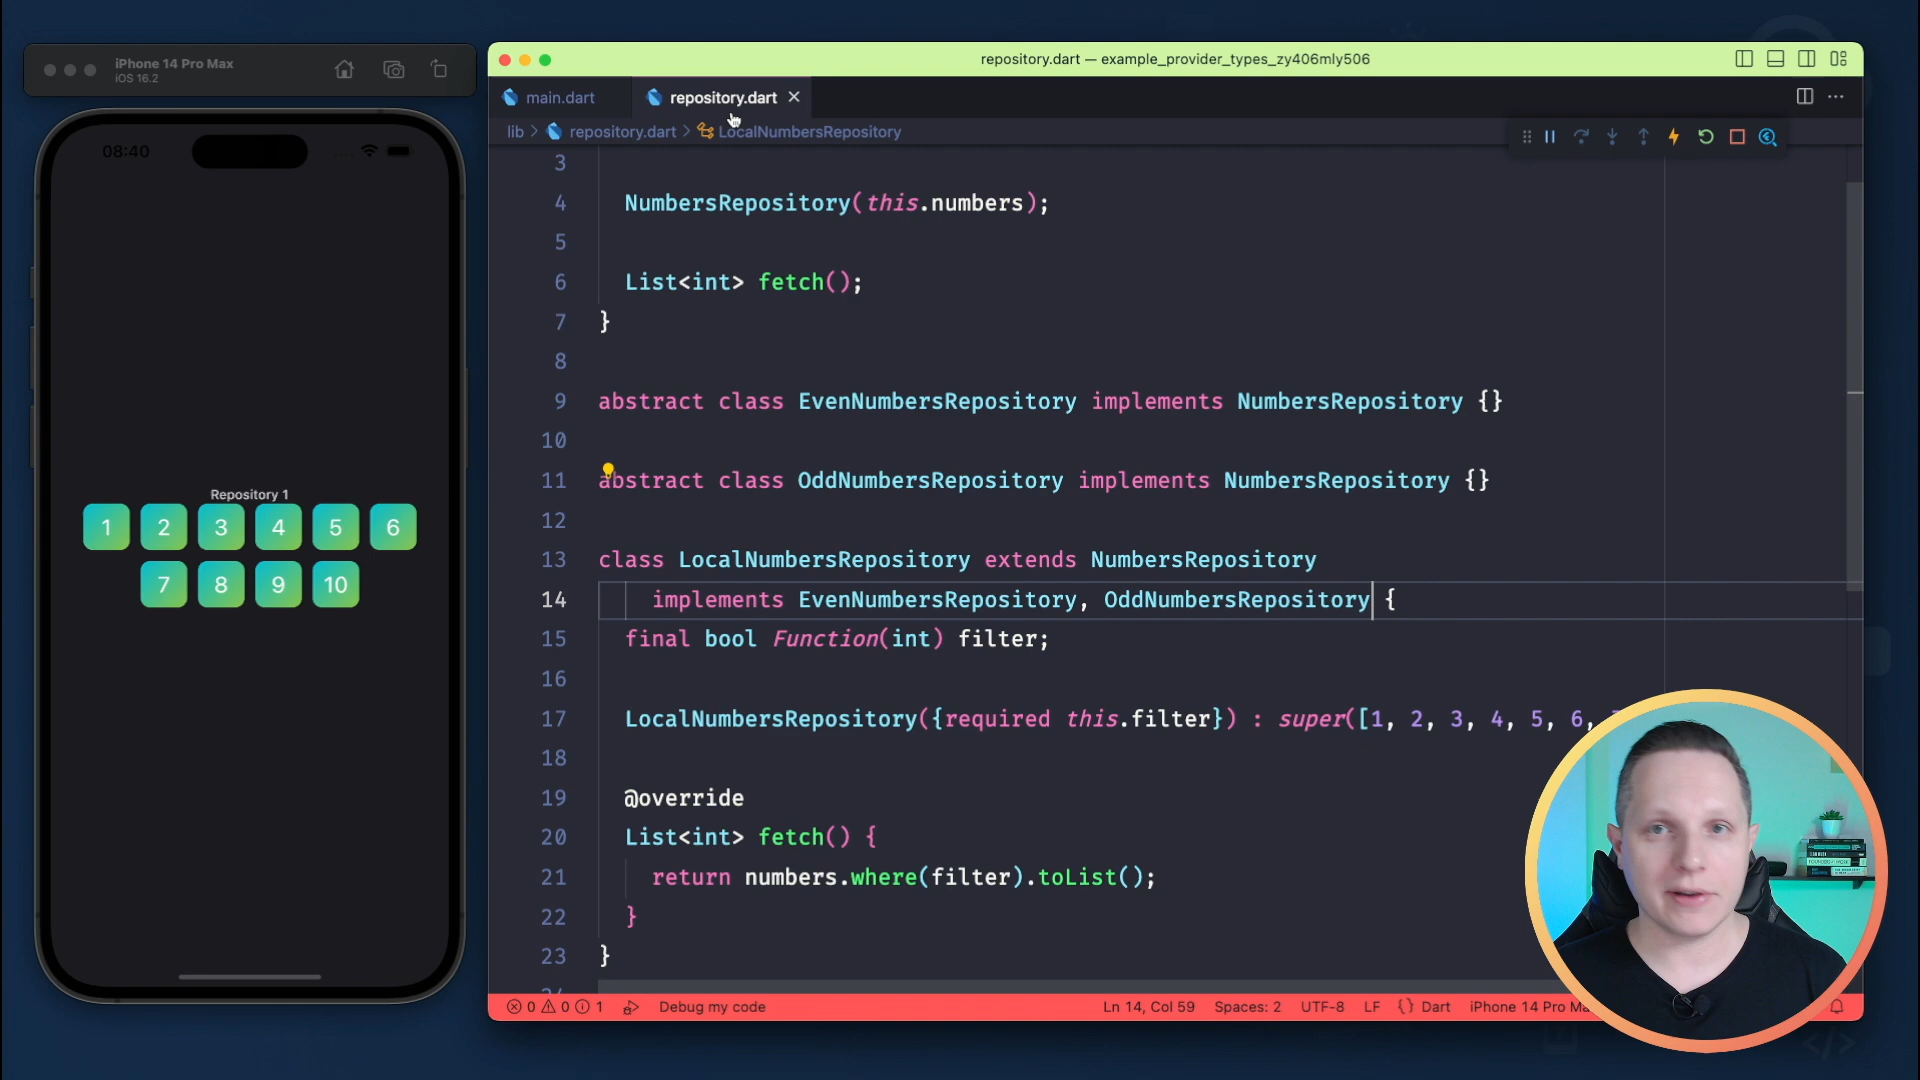 iPhone 14 Pro Max
iOS 16.2
08:40
Repository 1
1 2 3 4 5 6
7 8 9 10
repository.dart — example_provider_types_zy406mly506
main.dart
repository.dart
lib > repository.dart > LocalNumbersRepository
3
4 NumbersRepository(this.numbers);
5
6 List<int> fetch();
7 }
8
9 abstract class EvenNumbersRepository implements NumbersRepository {}
10
11 abstract class OddNumbersRepository implements NumbersRepository {}
12
13 class LocalNumbersRepository extends NumbersRepository
14 implements EvenNumbersRepository, OddNumbersRepository {
15 final bool Function(int) filter;
16
17 LocalNumbersRepository({required this.filter}) : super([1, 2, 3, 4, 5, 6,
18
19 @override
20 List<int> fetch() {
21 return numbers.where(filter).toList();
22 }
23 }
0 0 1 Debug my code Ln 14, Col 59 Spaces: 2 UTF-8 LF {} Dart iPhone 14 Pro